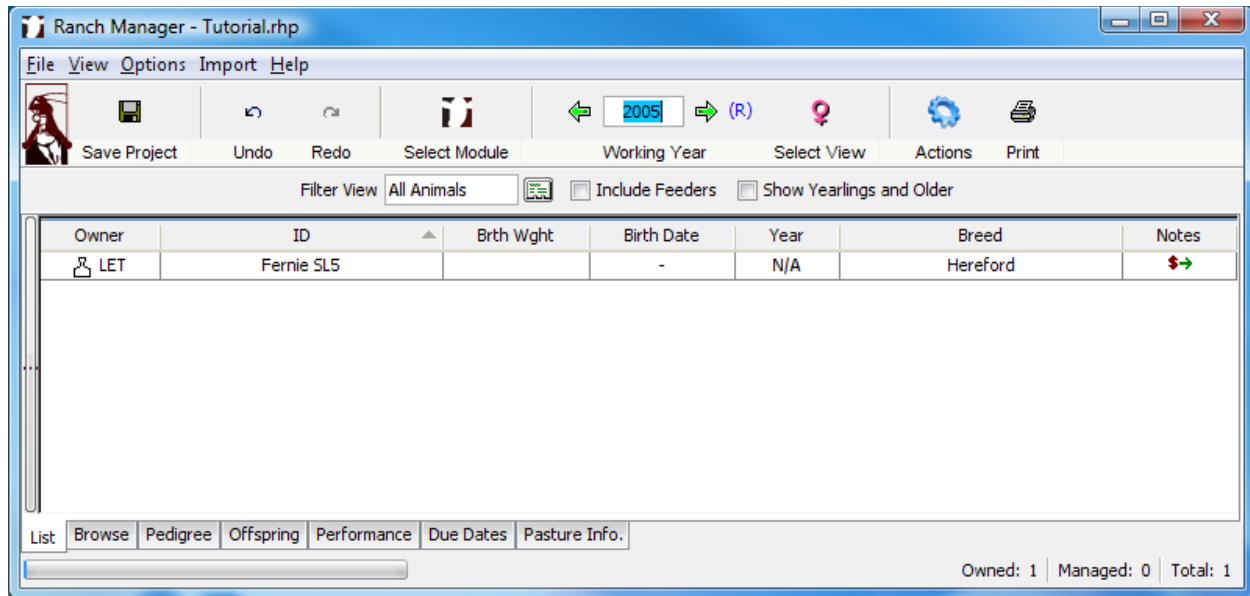 Ranch Manager - Tutorial.rhp
File View Options Import Help
2005 (R)
Save Project Undo Redo Select Module Working Year Select View Actions Print
Filter View All Animals Include Feeders Show Yearlings and Older
Owner ID Brth Wght Birth Date Year Breed Notes
LET Fernie SL5 - N/A Hereford $
List Browse Pedigree Offspring Performance Due Dates Pasture Info.
Owned: 1 Managed: 0 Total: 1